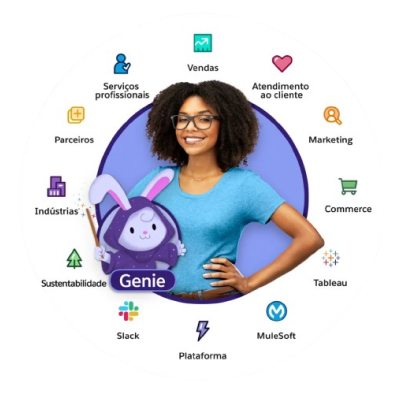 Vendas
Serviços
profissionais
Atendimento
ao cliente
Parceiros
Marketing
Indústrias
Commerce
Sustentabilidade
Genie
Tableau
Slack
MuleSoft
Plataforma